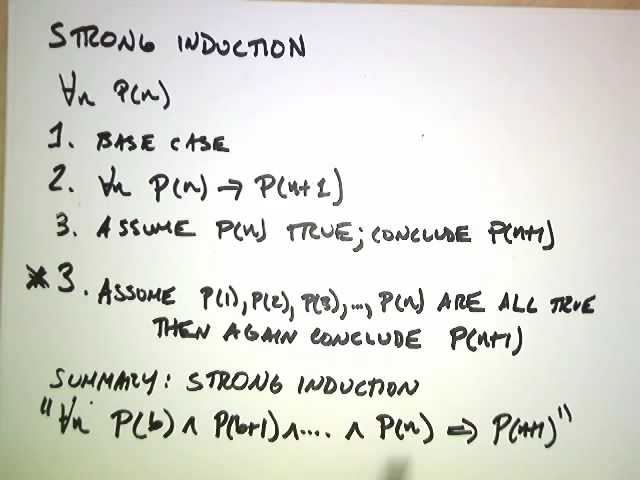 STRONG INDUCTION
∀n P(n)
1. BASE CASE
2. ∀n P(n) → P(n+1)
3. ASSUME P(n) TRUE; CONCLUDE P(n+1)
*3. ASSUME P(1), P(2), P(3), ..., P(n) ARE ALL TRUE
THEN AGAIN CONCLUDE P(n+1)
SUMMARY: STRONG INDUCTION
"∀n P(b) ∧ P(b+1) ∧ .... ∧ P(n) ⇒ P(n+1)"